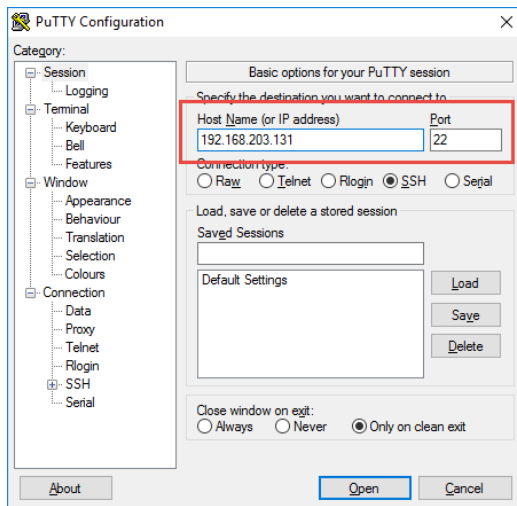 PuTTY Configuration
Category:
Session
Logging
Terminal
Keyboard
Bell
Features
Window
Appearance
Behaviour
Translation
Selection
Colours
Connection
Data
Proxy
Telnet
Rlogin
SSH
Serial
Basic options for your PuTTY session
Specify the destination you want to connect to
Host Name (or IP address) Port
192.168.203.131 22
Connection type:
Raw Telnet Rlogin SSH Serial
Load, save or delete a stored session
Saved Sessions
Default Settings
Load
Save
Delete
Close window on exit:
Always Never Only on clean exit
About Open Cancel